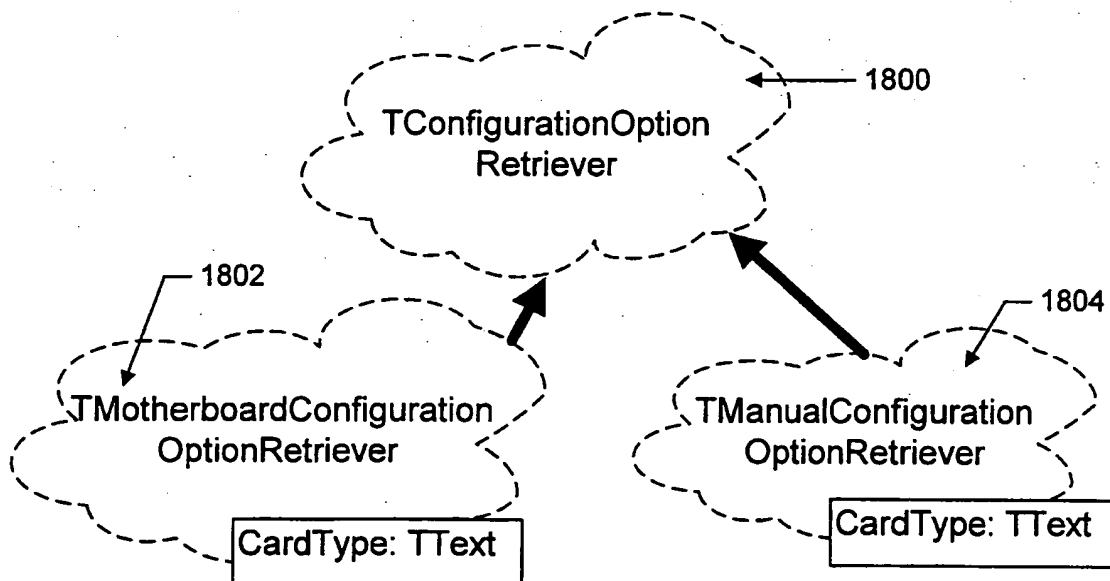 1800
TConfigurationOption
Retriever
1802
1804
TMotherboardConfiguration
OptionRetriever
TManualConfiguration
OptionRetriever
CardType: TText
CardType: TText